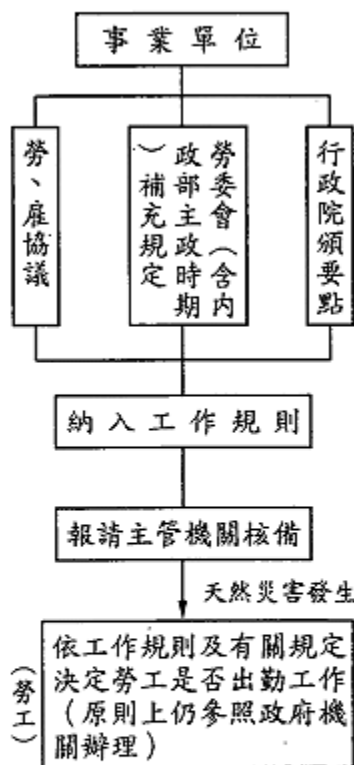 事業單位
行政院頒要點
勞委會（含內
政部主政時期
）補充規定
勞、雇協議
納入工作規則
報請主管機關核備
天然災害發生
依工作規則及有關規定
決定勞工是否出勤工作
（原則上仍參照政府機
關辦理）
（勞工）